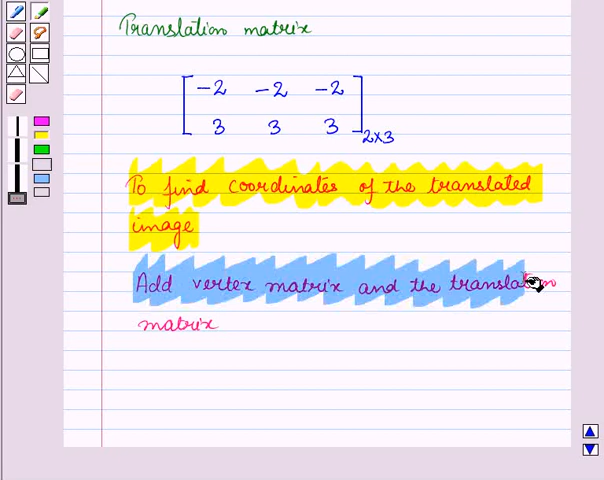 Translation matrix
-2 -2 -2
3 3 3 2x3
To find coordinates of the translated
image
Add vertex matrix and the translation
matrix